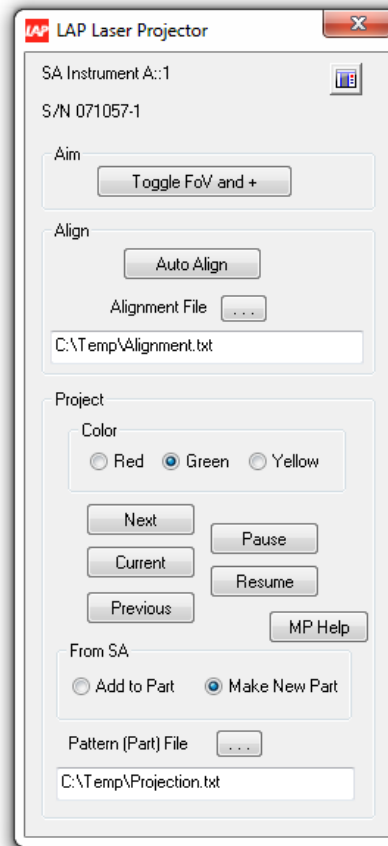 LAP LAP Laser Projector
SA Instrument A::1
S/N 071057-1
Aim
Toggle FoV and +
Align
Auto Align
Alignment File ...
C:\Temp\Alignment.txt
Project
Color
Red Green Yellow
Next
Pause
Current
Resume
Previous
MP Help
From SA
Add to Part Make New Part
Pattern (Part) File ...
C:\Temp\Projection.txt